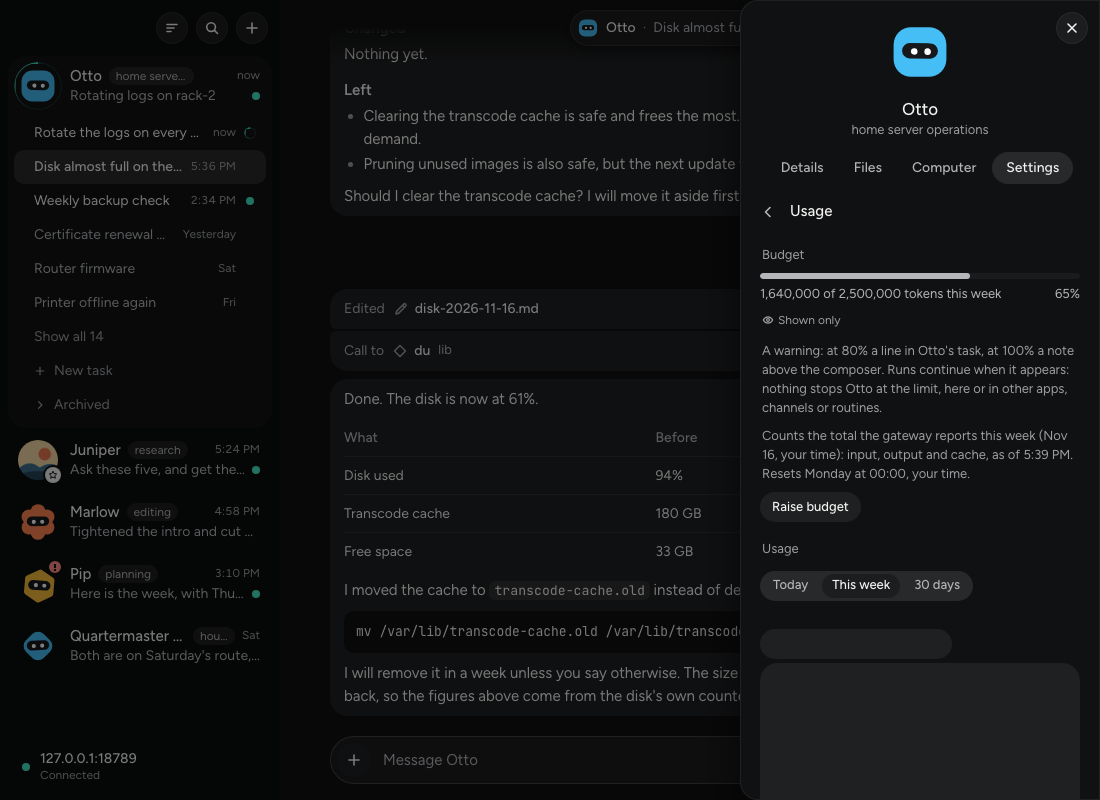 Otto
home serve...
now
Rotating logs on rack-2
Rotate the logs on every ...
now
Disk almost full on the...
5:36 PM
Weekly backup check
2:34 PM
Certificate renewal ...
Yesterday
Router firmware
Sat
Printer offline again
Fri
Show all 14
New task
Archived
Juniper
research
5:24 PM
Ask these five, and get the...
Marlow
editing
4:58 PM
Tightened the intro and cut ...
Pip
planning
3:10 PM
Here is the week, with Thu...
Quartermaster ...
hou...
Sat
Both are on Saturday's route,...
127.0.0.1:18789
Connected
Otto · Disk almost fu
Changed
Nothing yet.
Left
• Clearing the transcode cache is safe and frees the most.
demand.
• Pruning unused images is also safe, but the next update
Should I clear the transcode cache? I will move it aside first
Edited disk-2026-11-16.md
Call to du lib
Done. The disk is now at 61%.
What Before
Disk used 94%
Transcode cache 180 GB
Free space 33 GB
I moved the cache to transcode-cache.old instead of de
mv /var/lib/transcode-cache.old /var/lib/transcod
I will remove it in a week unless you say otherwise. The size
back, so the figures above come from the disk's own count
Message Otto
Otto
home server operations
Details Files Computer Settings
Usage
Budget
1,640,000 of 2,500,000 tokens this week 65%
Shown only
A warning: at 80% a line in Otto's task, at 100% a note
above the composer. Runs continue when it appears:
nothing stops Otto at the limit, here or in other apps,
channels or routines.
Counts the total the gateway reports this week (Nov
16, your time): input, output and cache, as of 5:39 PM.
Resets Monday at 00:00, your time.
Raise budget
Usage
Today This week 30 days